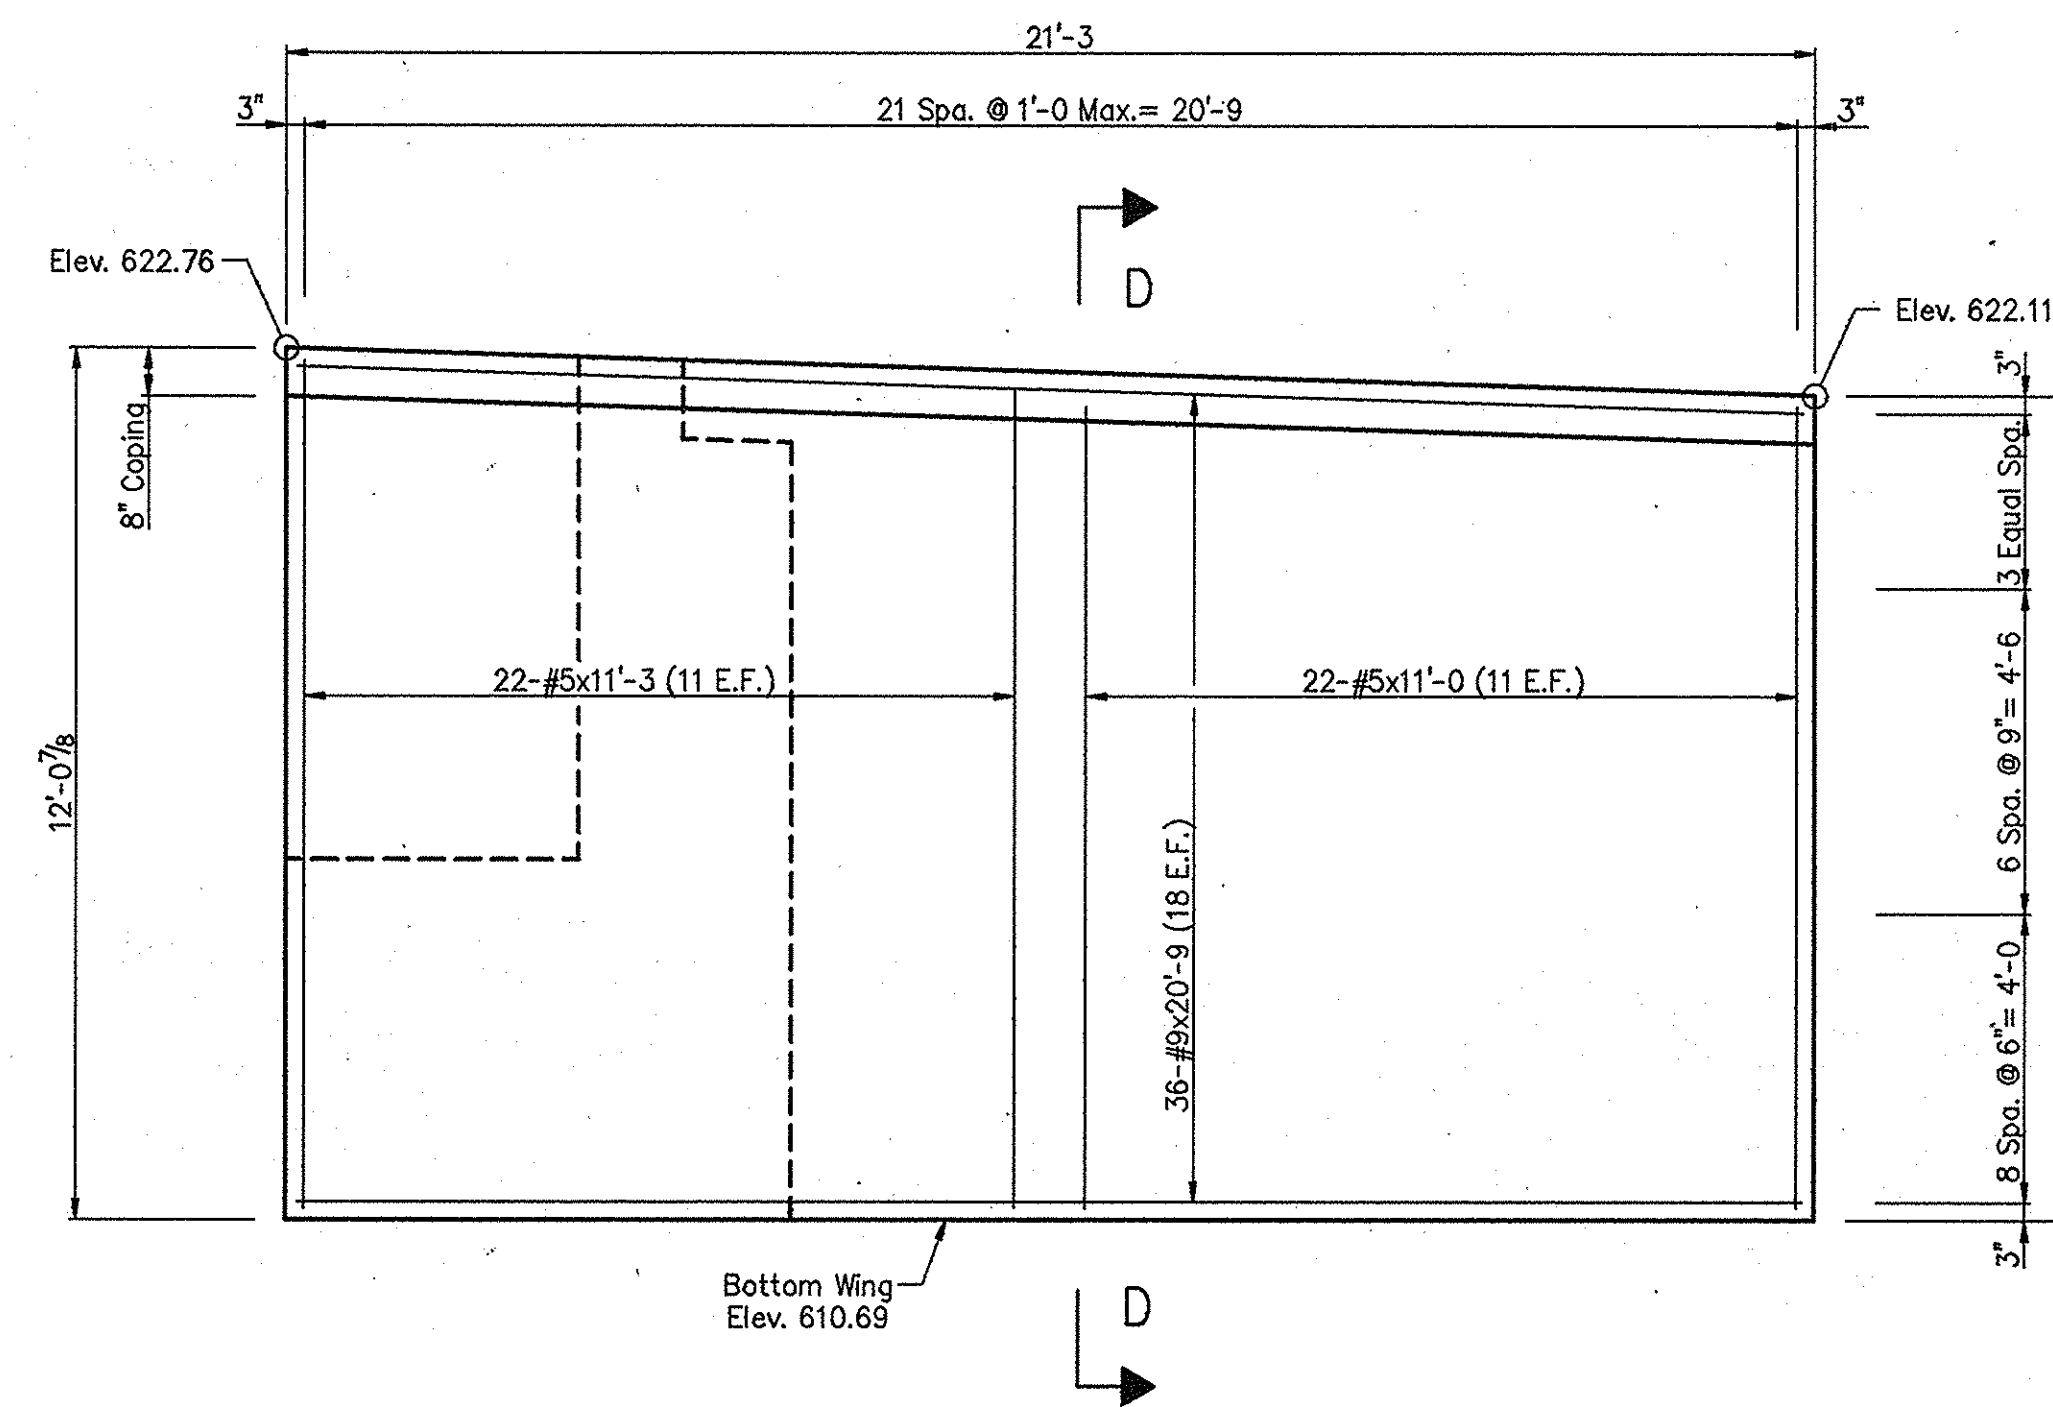 21'-3
3"
21 Spa. @ 1'-0 Max.= 20'-9
3"
D
Elev. 622.76
Elev. 622.11
8" Coping
3"
3 Equal Spa.
22-#5x11'-3 (11 E.F.)
22-#5x11'-0 (11 E.F.)
6 Spa. @ 9"= 4'-6
12'-0⅞
36-#9x20'-9 (18 E.F.)
8 Spa. @ 6"= 4'-0
3"
Bottom Wing
Elev. 610.69
D